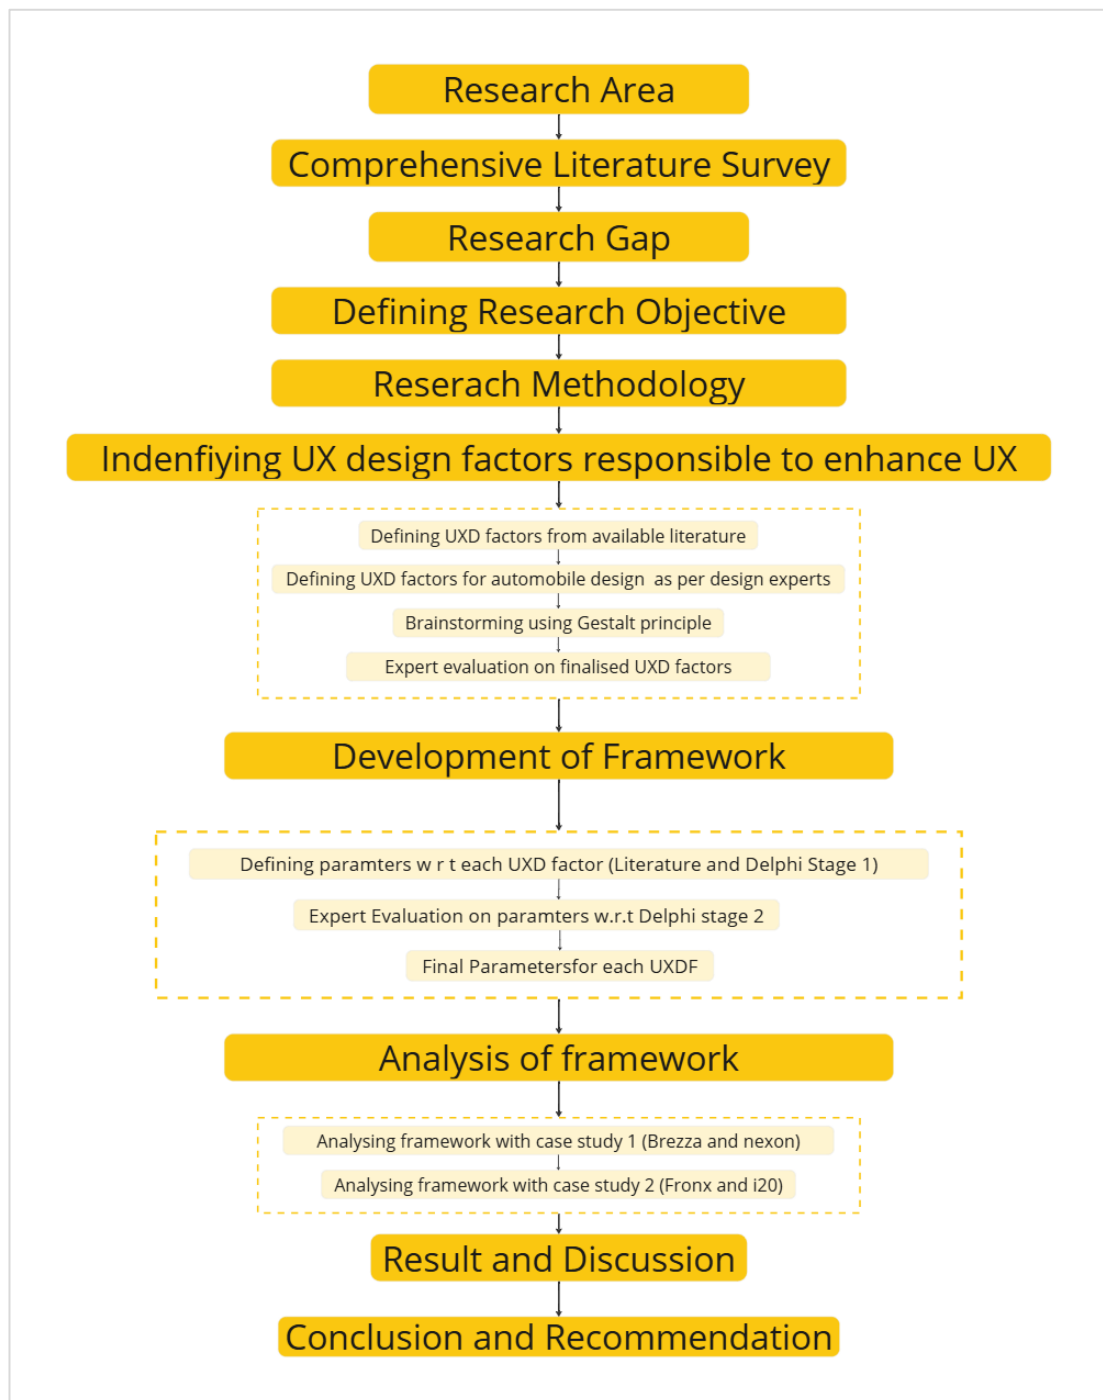 Research Area
Comprehensive Literature Survey
Research Gap
Defining Research Objective
Reserach Methodology
Indenfiying UX design factors responsible to enhance UX
Defining UXD factors from available literature
Defining UXD factors for automobile design as per design experts
Brainstorming using Gestalt principle
Expert evaluation on finalised UXD factors
Development of Framework
Defining paramters w r t each UXD factor (Literature and Delphi Stage 1)
Expert Evaluation on paramters w.r.t Delphi stage 2
Final Parametersfor each UXDF
Analysis of framework
Analysing framework with case study 1 (Brezza and nexon)
Analysing framework with case study 2 (Fronx and i20)
Result and Discussion
Conclusion and Recommendation